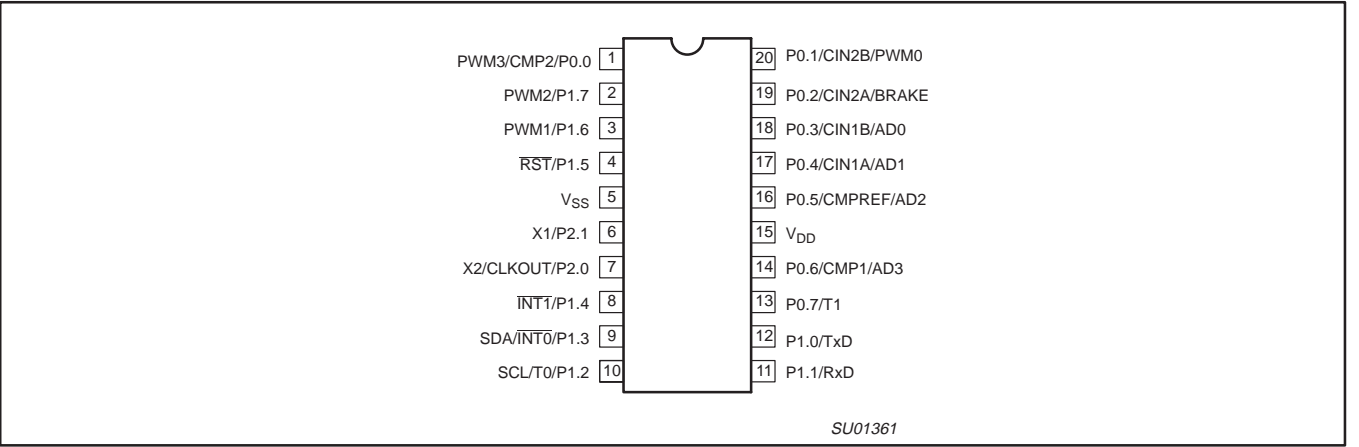 PWM3/CMP2/P0.0 1 20 P0.1/CIN2B/PWM0
PWM2/P1.7 2 19 P0.2/CIN2A/BRAKE
PWM1/P1.6 3 18 P0.3/CIN1B/AD0
R̅S̅T̅/P1.5 4 17 P0.4/CIN1A/AD1
VSS 5 16 P0.5/CMPREF/AD2
X1/P2.1 6 15 VDD
X2/CLKOUT/P2.0 7 14 P0.6/CMP1/AD3
I̅N̅T̅1̅/P1.4 8 13 P0.7/T1
SDA/I̅N̅T̅0̅/P1.3 9 12 P1.0/TxD
SCL/T0/P1.2 10 11 P1.1/RxD
SU01361